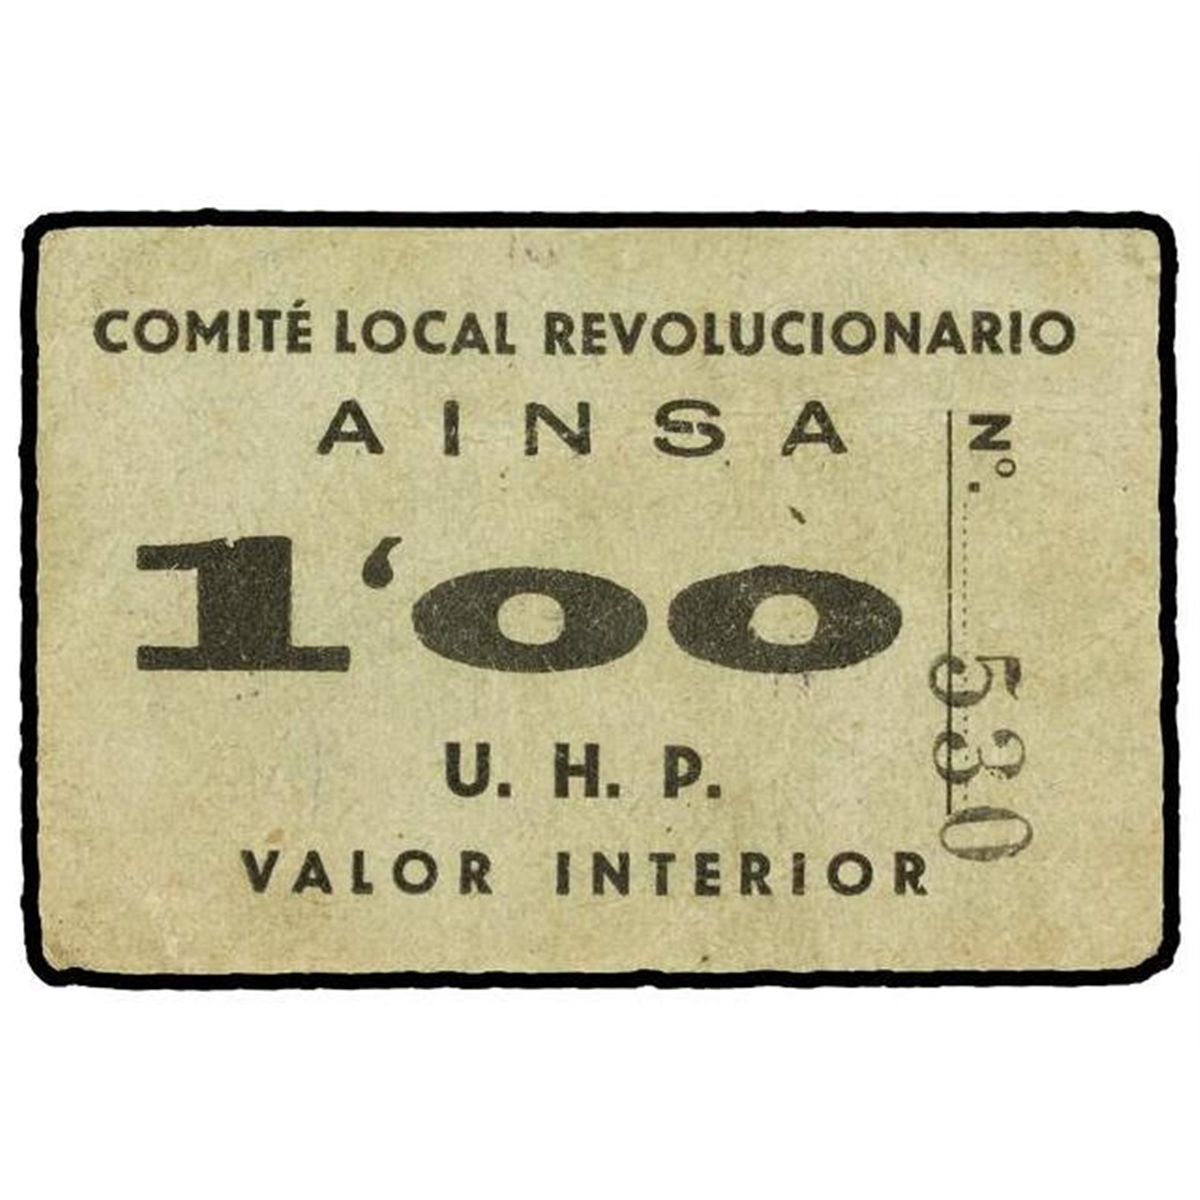 COMITÉ LOCAL REVOLUCIONARIO
AINSA
1'00
U. H. P.
VALOR INTERIOR
Nº. 530